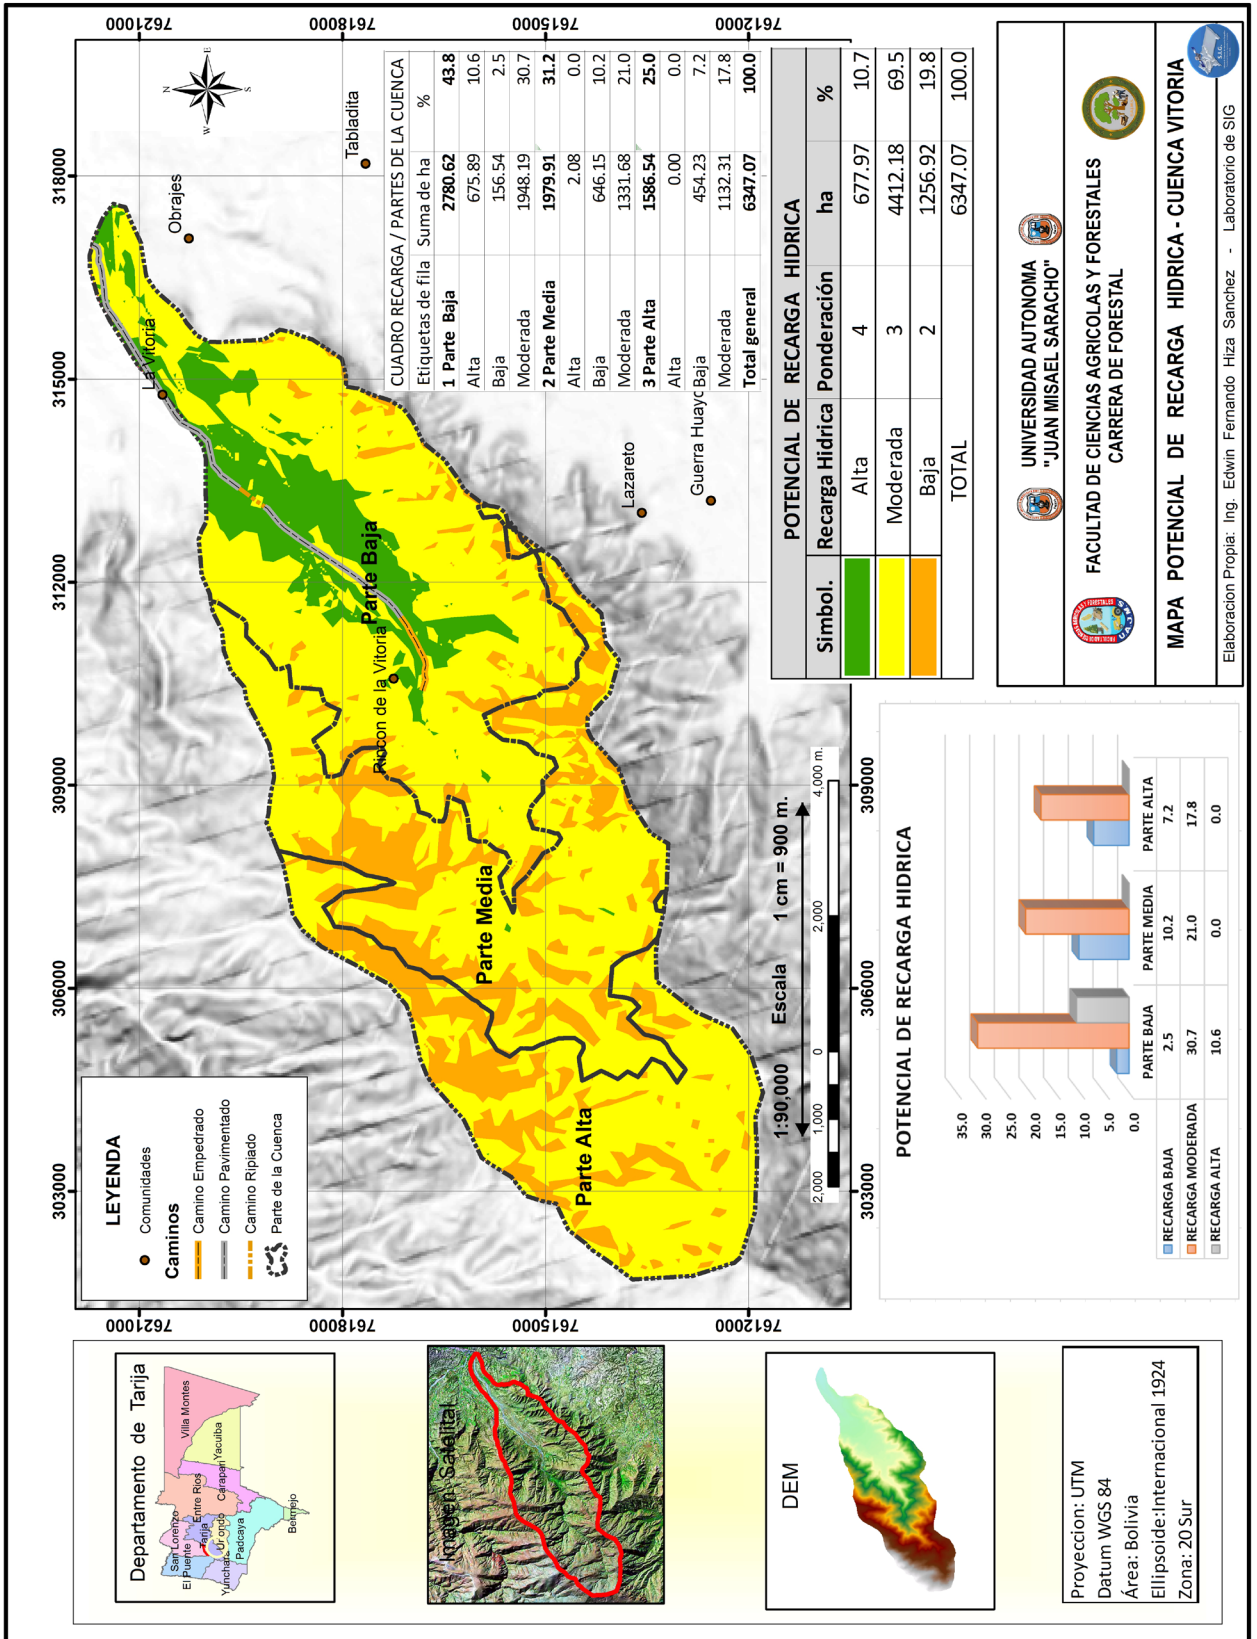 Departamento de Tarija
San Lorenzo
El Puente
Tarija
Entre Rios
Villa Montes
Yunchara
Uriondo
Carapari
Yacuiba
Padcaya
Bermejo
Imagen Satelital
DEM
Proyeccion: UTM
Datum WGS 84
Área: Bolivia
Ellipsoide:Internacional 1924
Zona: 20 Sur
303000 306000 309000 312000 315000 318000
7621000
7618000
7615000
7612000
LEYENDA
Comunidades
Caminos
Camino Empedrado
Camino Pavimentado
Camino Ripiado
Parte de la Cuenca
N
E
S
W
La Vitoria
Obrajes
Tabladita
Rincon de la Vitoria
Parte Baja
Parte Media
Parte Alta
Lazareto
Guerra Huayc
CUADRO RECARGA / PARTES DE LA CUENCA
Etiquetas de fila Suma de ha %
1 Parte Baja 2780.62 43.8
Alta 675.89 10.6
Baja 156.54 2.5
Moderada 1948.19 30.7
2 Parte Media 1979.91 31.2
Alta 2.08 0.0
Baja 646.15 10.2
Moderada 1331.68 21.0
3 Parte Alta 1586.54 25.0
Alta 0.00 0.0
Baja 454.23 7.2
Moderada 1132.31 17.8
Total general 6347.07 100.0
1:90,000 Escala 1 cm = 900 m.
2,000 1,000 0 2,000 4,000 m.
303000 306000 309000
7621000
7618000
7615000
7612000
POTENCIAL DE RECARGA HIDRICA
Simbol. Recarga Hidrica Ponderación ha %
Alta 4 677.97 10.7
Moderada 3 4412.18 69.5
Baja 2 1256.92 19.8
TOTAL 6347.07 100.0
POTENCIAL DE RECARGA HIDRICA
35.0
30.0
25.0
20.0
15.0
10.0
5.0
0.0
PARTE BAJA PARTE MEDIA PARTE ALTA
RECARGA BAJA 2.5 10.2 7.2
RECARGA MODERADA 30.7 21.0 17.8
RECARGA ALTA 10.6 0.0 0.0
UNIVERSIDAD AUTONOMA
"JUAN MISAEL SARACHO"
FACULTAD DE CIENCIAS AGRICOLAS Y FORESTALES
CARRERA DE FORESTAL
MAPA POTENCIAL DE RECARGA HIDRICA - CUENCA VITORIA
Elaboracion Propia: Ing. Edwin Fernando Hiza Sanchez - Laboratorio de SIG